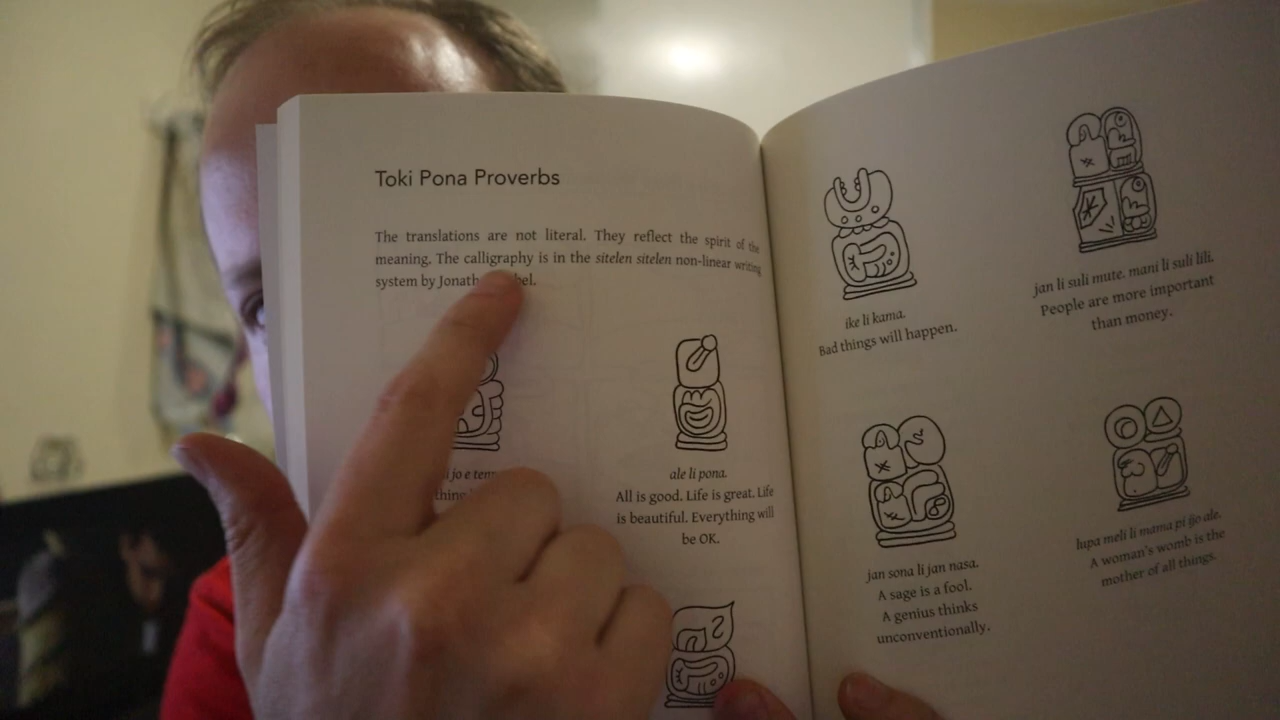 Toki Pona Proverbs
The translations are not literal. They reflect the spirit of the
meaning. The calligraphy is in the sitelen sitelen non-linear writing
system by
ale li pona.
All is good. Life is great. Life
is beautiful. Everything will
be OK.
ike li kama.
Bad things will happen.
jan li suli mute. mani li suli lili.
People are more important
than money.
jan sona li jan nasa.
A sage is a fool.
A genius thinks
unconventionally.
lupa meli li mama pi ijo ale.
A woman's womb is the
mother of all things.